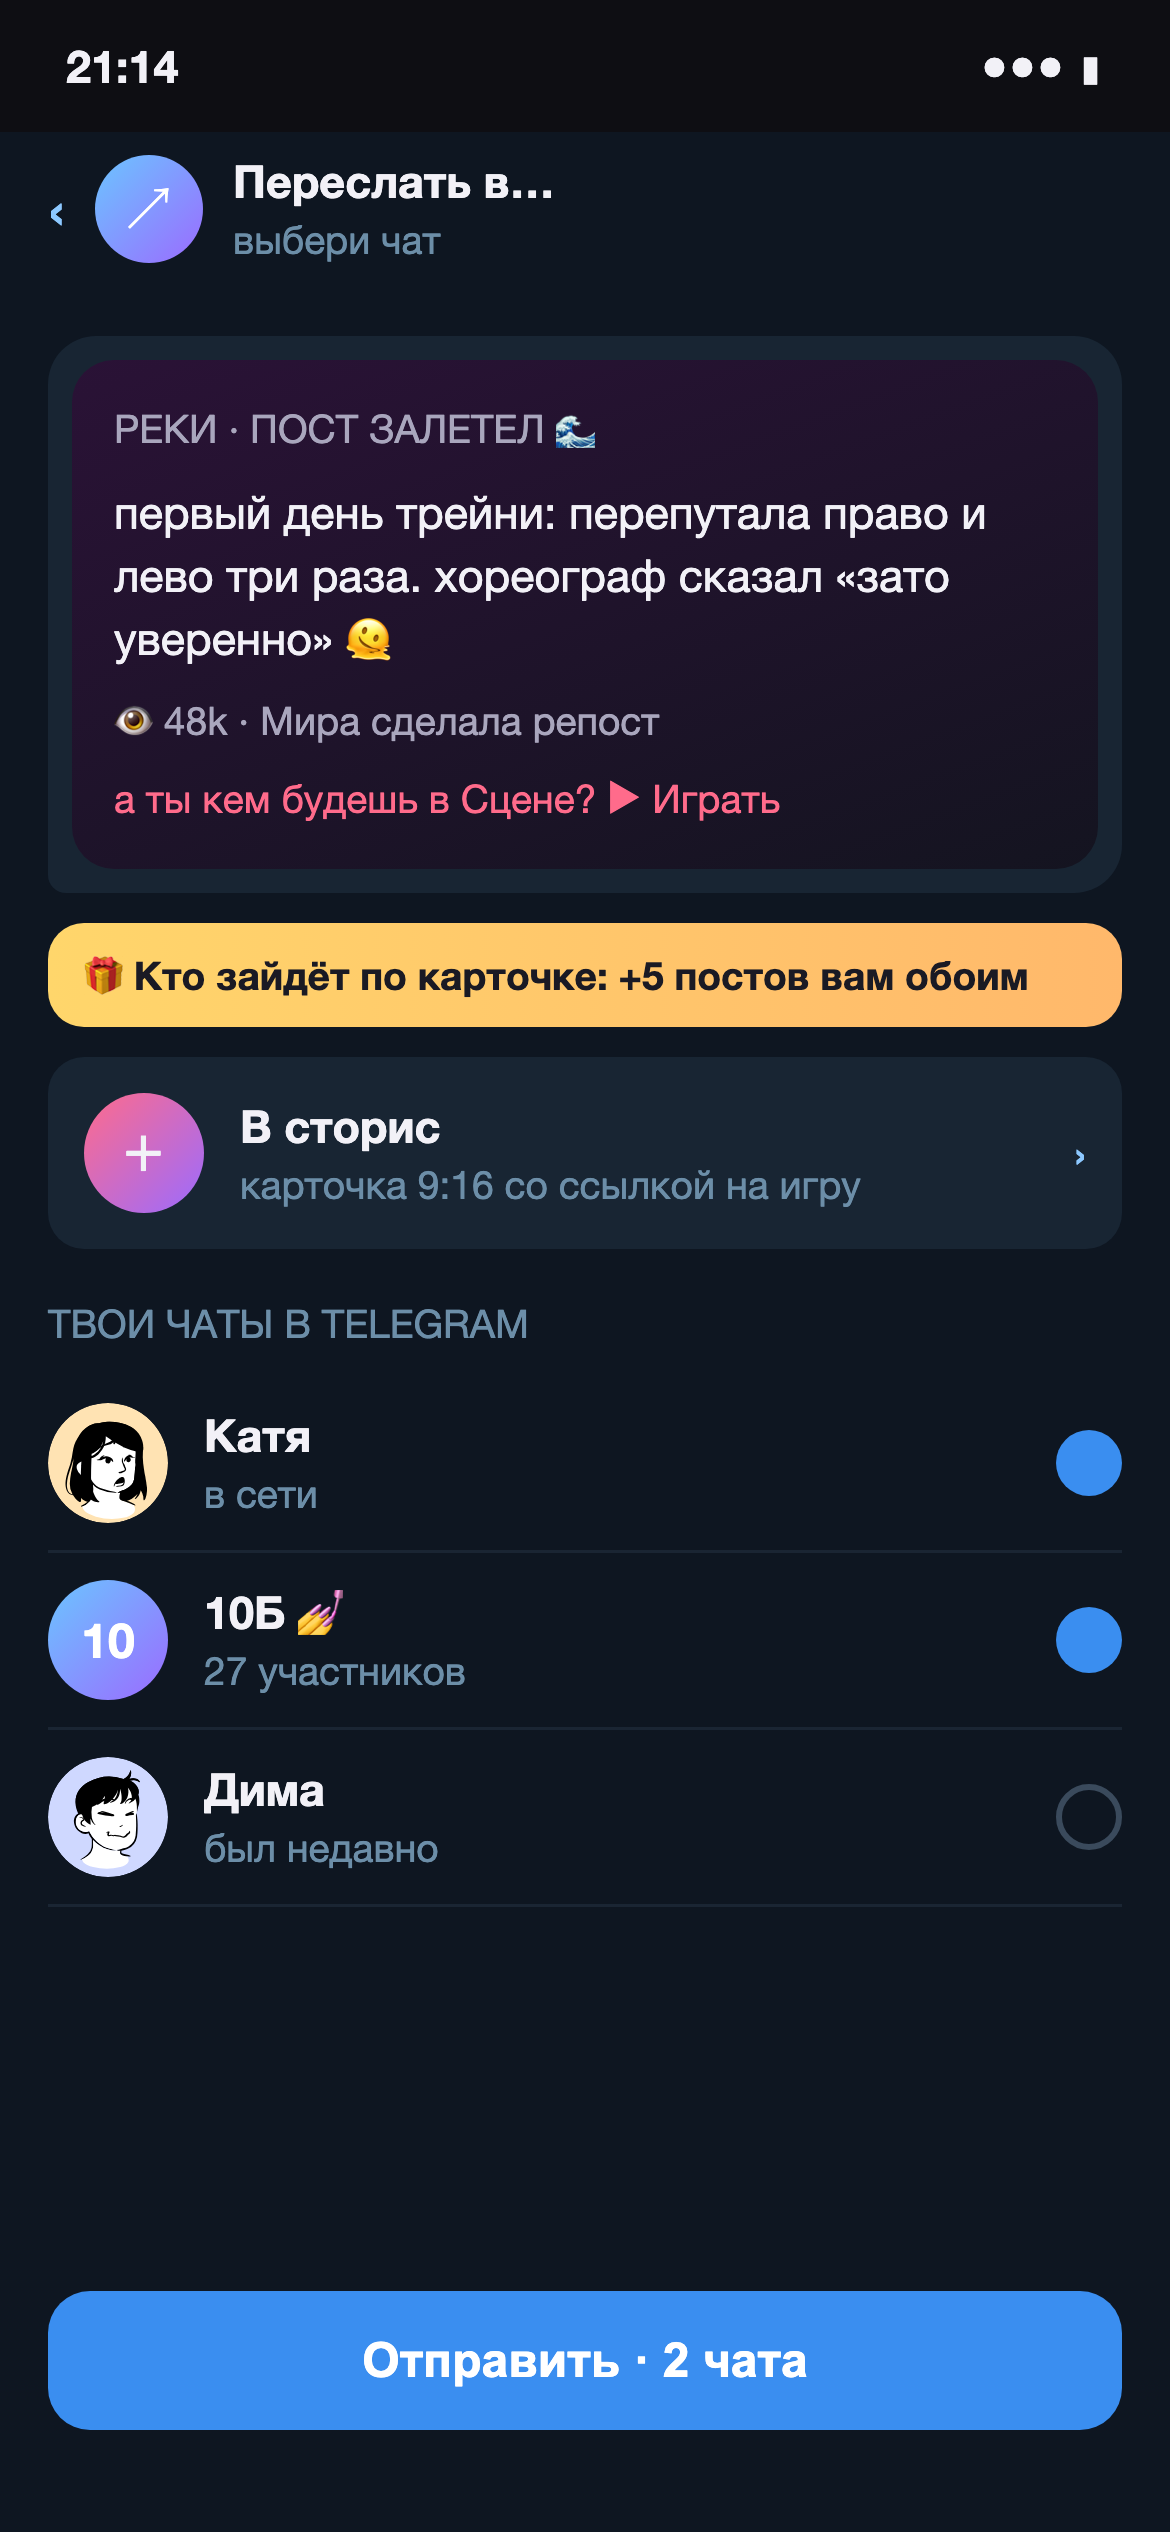 21:14
Переслать в...
выбери чат
РЕКИ · ПОСТ ЗАЛЕТЕЛ 🌊
первый день трейни: перепутала право и
лево три раза. хореограф сказал «зато
уверенно» 🫠
👁️ 48k · Мира сделала репост
а ты кем будешь в Сцене? ▶ Играть
🎁 Кто зайдёт по карточке: +5 постов вам обоим
В сторис
карточка 9:16 со ссылкой на игру
ТВОИ ЧАТЫ В TELEGRAM
Катя
в сети
10
10Б 💅
27 участников
Дима
был недавно
Отправить · 2 чата